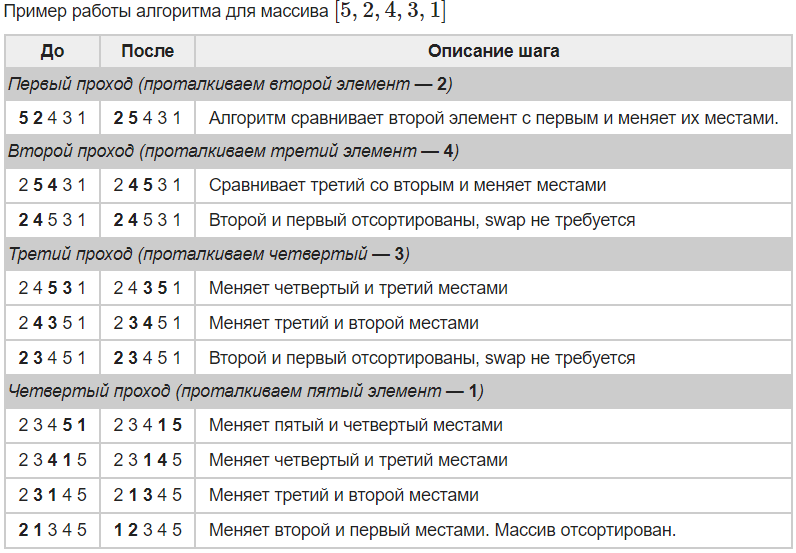 Пример работы алгоритма для массива [5, 2, 4, 3, 1]
До После Описание шага
Первый проход (проталкиваем второй элемент — 2)
5 2 4 3 1 2 5 4 3 1 Алгоритм сравнивает второй элемент с первым и меняет их местами.
Второй проход (проталкиваем третий элемент — 4)
2 5 4 3 1 2 4 5 3 1 Сравнивает третий со вторым и меняет местами
2 4 5 3 1 2 4 5 3 1 Второй и первый отсортированы, swap не требуется
Третий проход (проталкиваем четвертый — 3)
2 4 5 3 1 2 4 3 5 1 Меняет четвертый и третий местами
2 4 3 5 1 2 3 4 5 1 Меняет третий и второй местами
2 3 4 5 1 2 3 4 5 1 Второй и первый отсортированы, swap не требуется
Четвертый проход (проталкиваем пятый элемент — 1)
2 3 4 5 1 2 3 4 1 5 Меняет пятый и четвертый местами
2 3 4 1 5 2 3 1 4 5 Меняет четвертый и третий местами
2 3 1 4 5 2 1 3 4 5 Меняет третий и второй местами
2 1 3 4 5 1 2 3 4 5 Меняет второй и первый местами. Массив отсортирован.